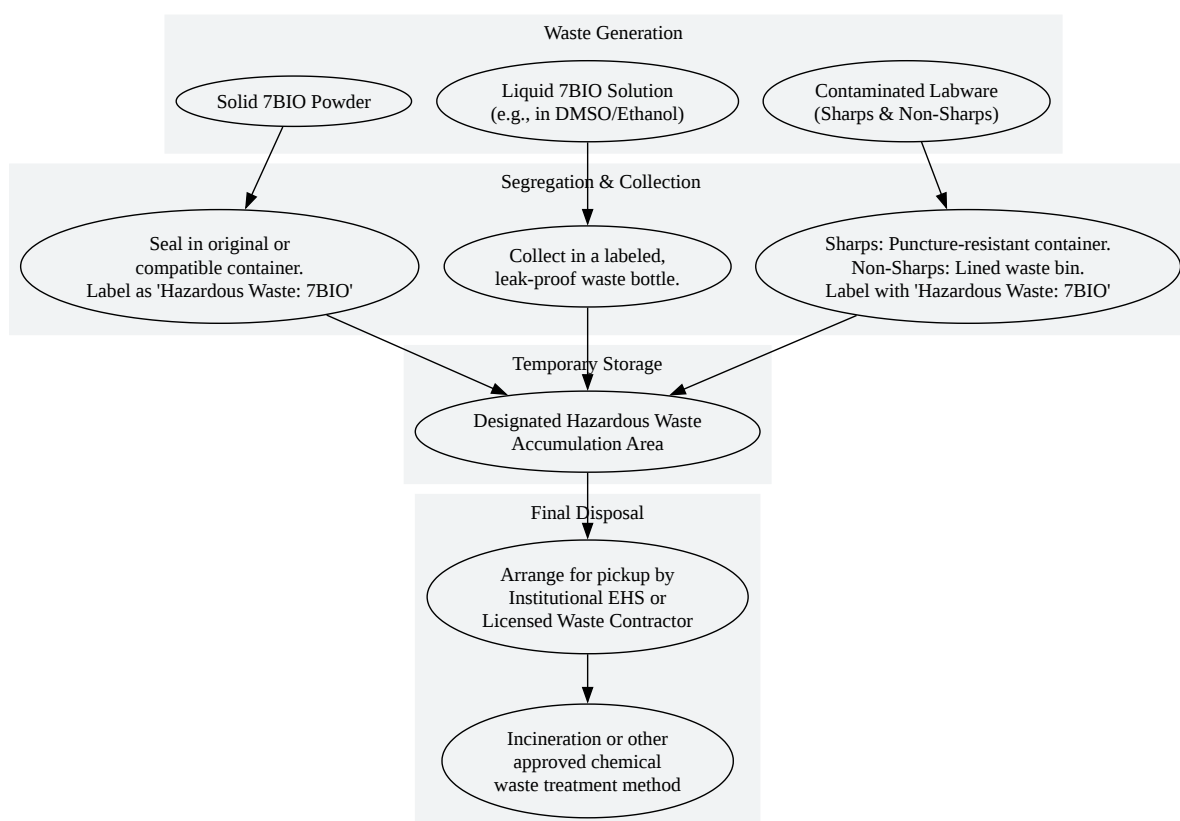 Waste Generation
Solid 7BIO Powder
Liquid 7BIO Solution
(e.g., in DMSO/Ethanol)
Contaminated Labware
(Sharps & Non-Sharps)
Segregation & Collection
Seal in original or
compatible container.
Label as 'Hazardous Waste: 7BIO'
Collect in a labeled,
leak-proof waste bottle.
Sharps: Puncture-resistant container.
Non-Sharps: Lined waste bin.
Label with 'Hazardous Waste: 7BIO'
Temporary Storage
Designated Hazardous Waste
Accumulation Area
Final Disposal
Arrange for pickup by
Institutional EHS or
Licensed Waste Contractor
Incineration or other
approved chemical
waste treatment method